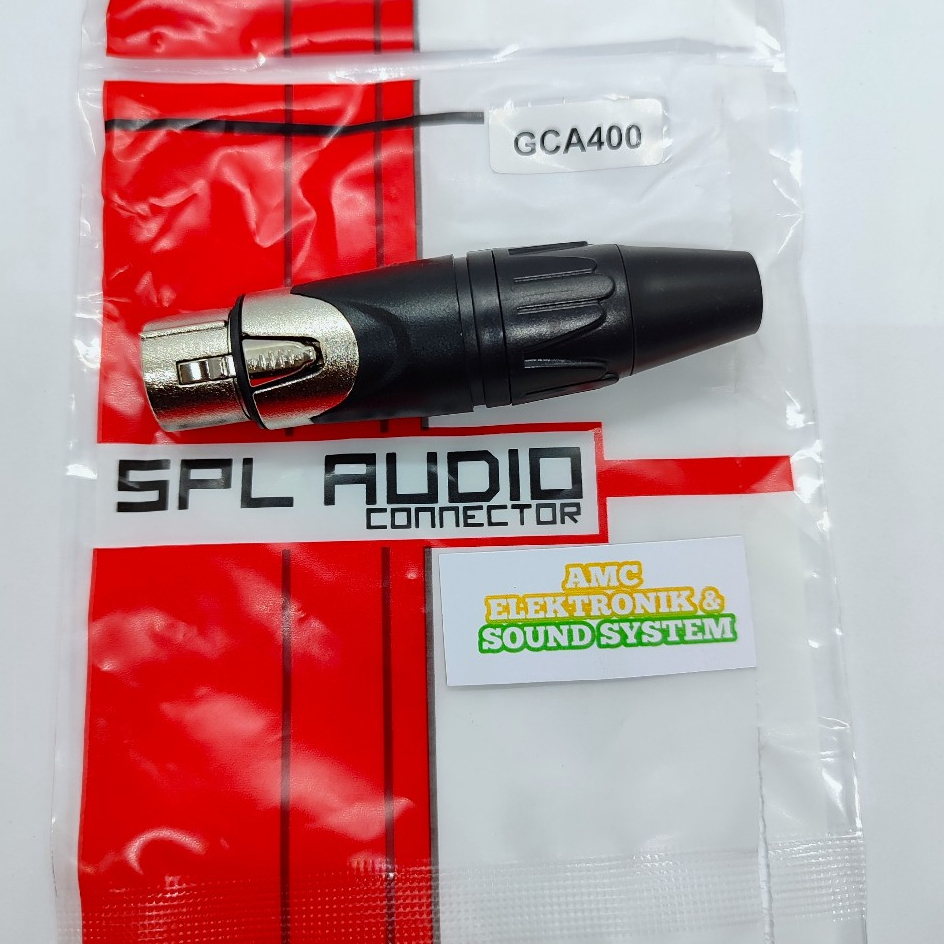 GCA400
SPL AUDIO
CONNECTOR
AMC
ELEKTRONIK &
SOUND SYSTEM